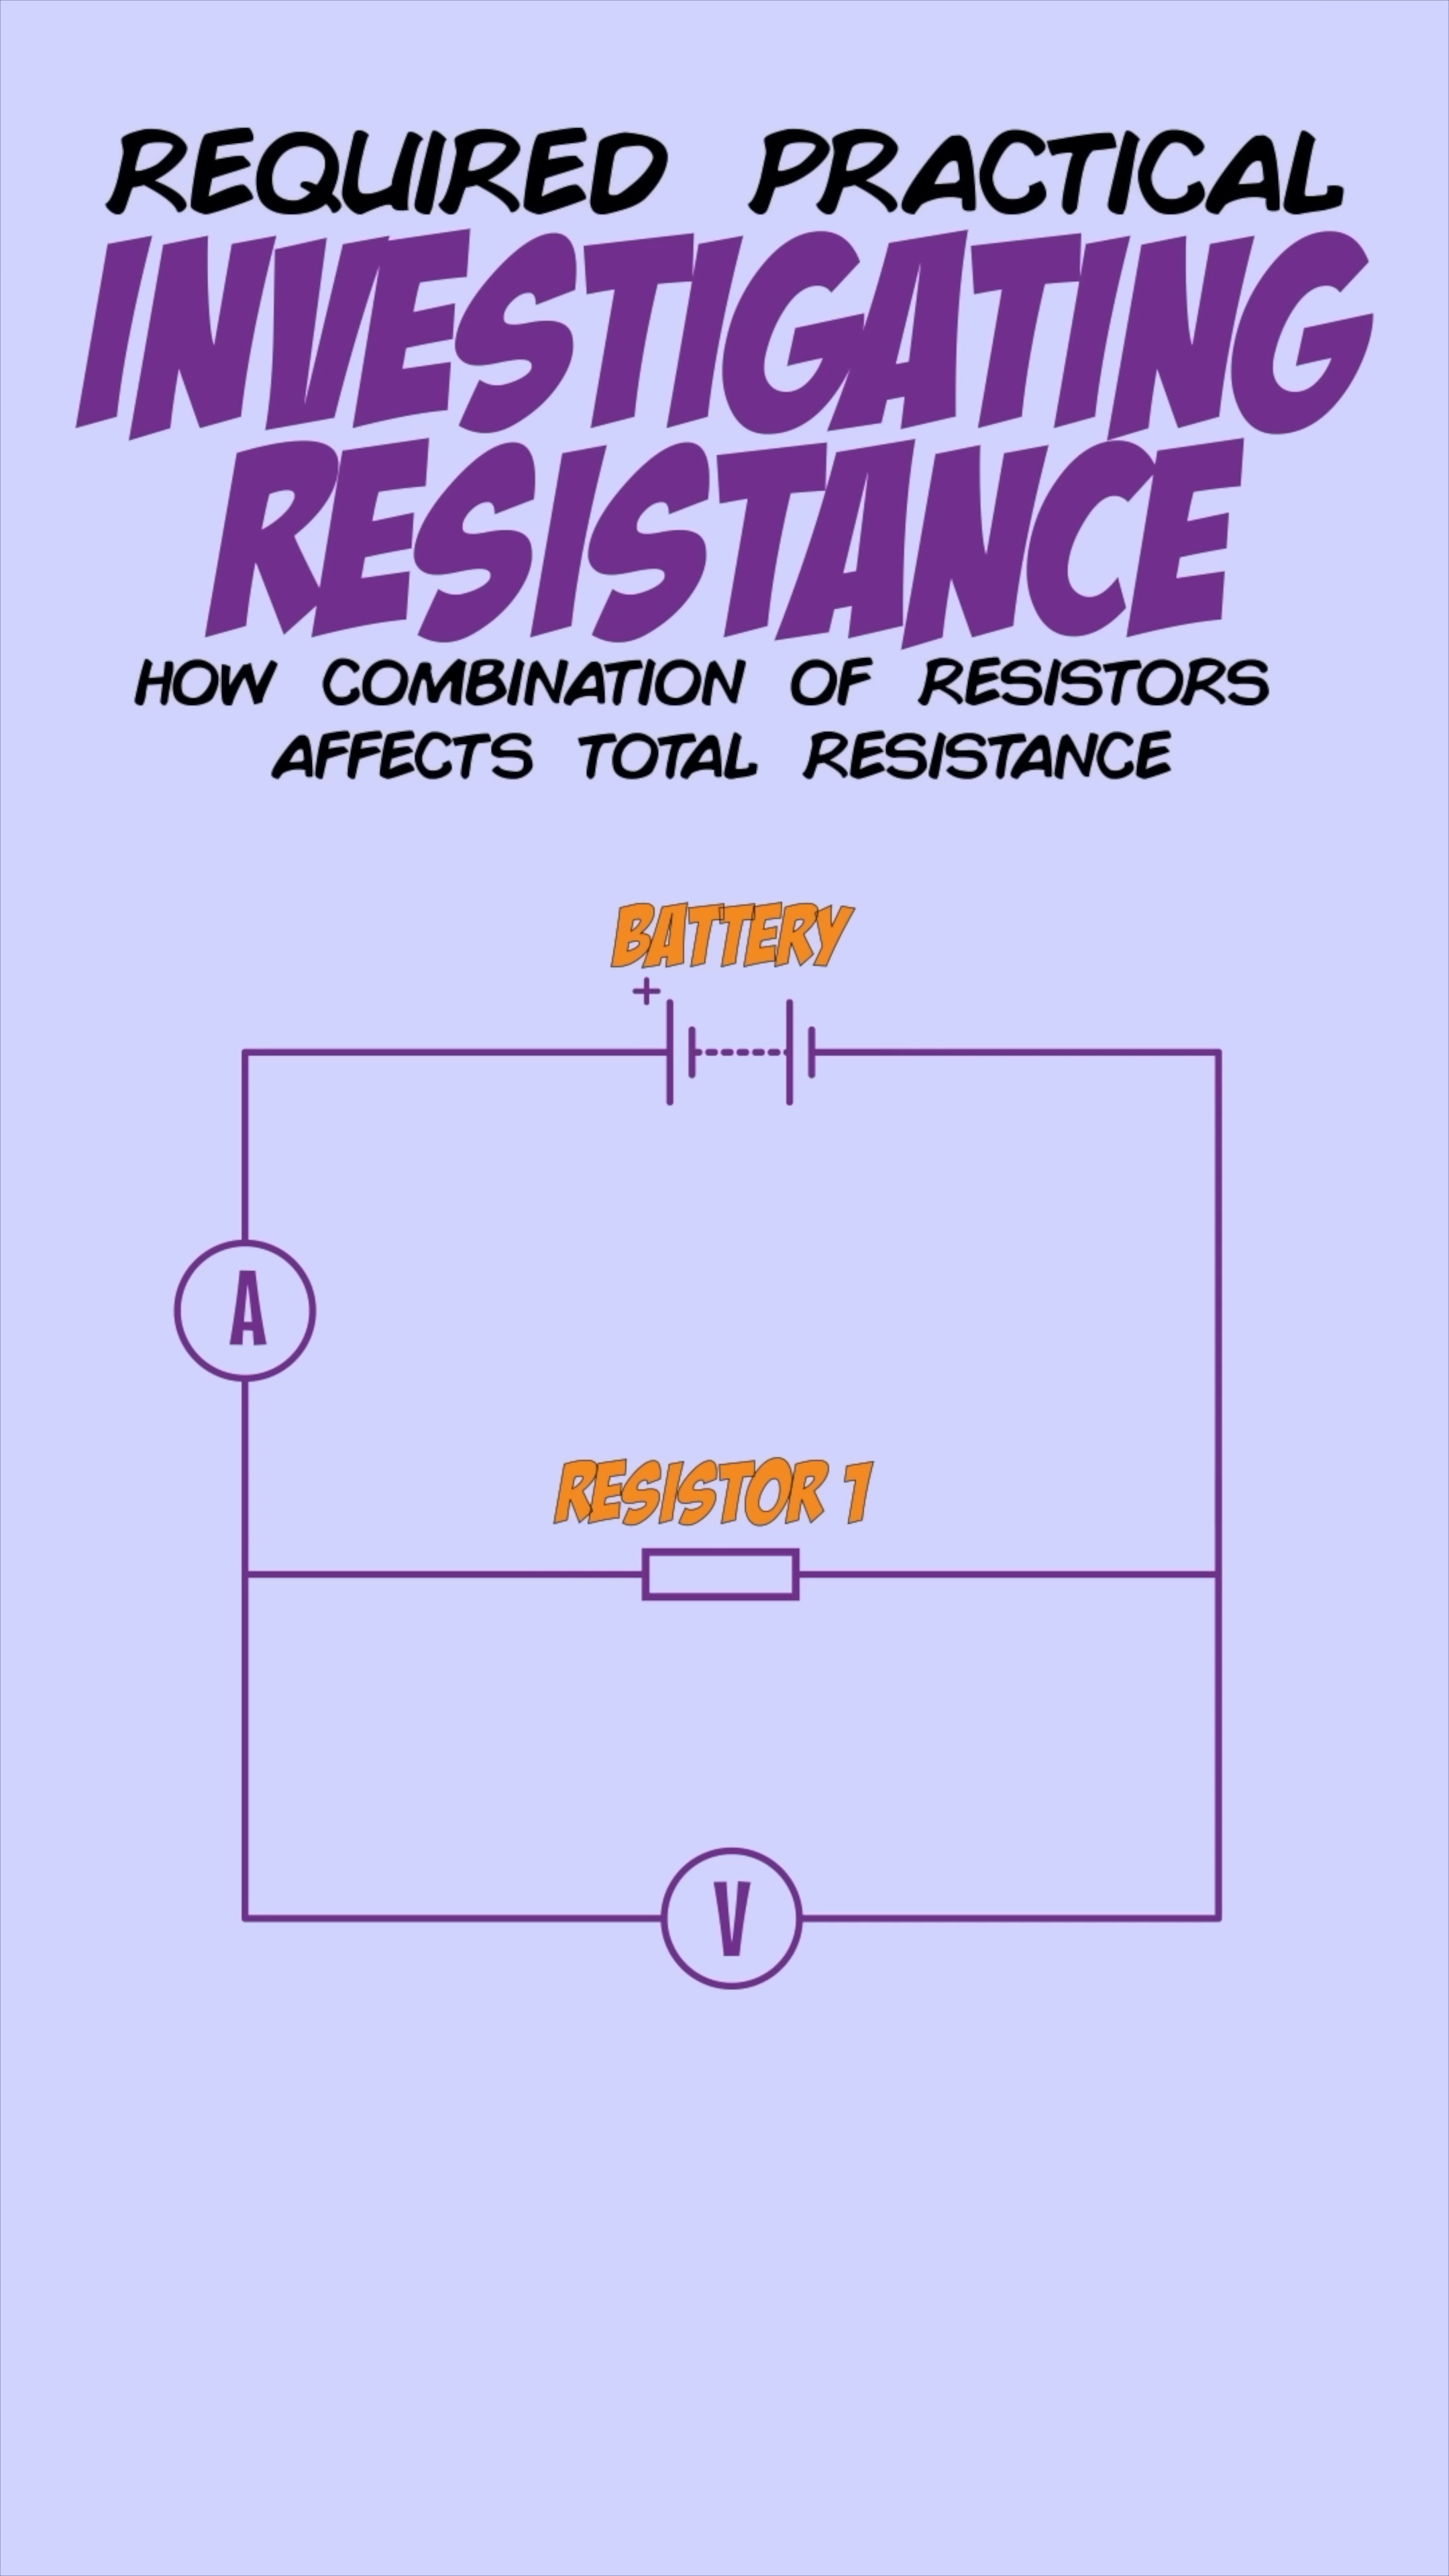 REQUIRED PRACTICAL
INVESTIGATING
RESISTANCE
HOW COMBINATION OF RESISTORS
AFFECTS TOTAL RESISTANCE
BATTERY
+
A
RESISTOR 1
V